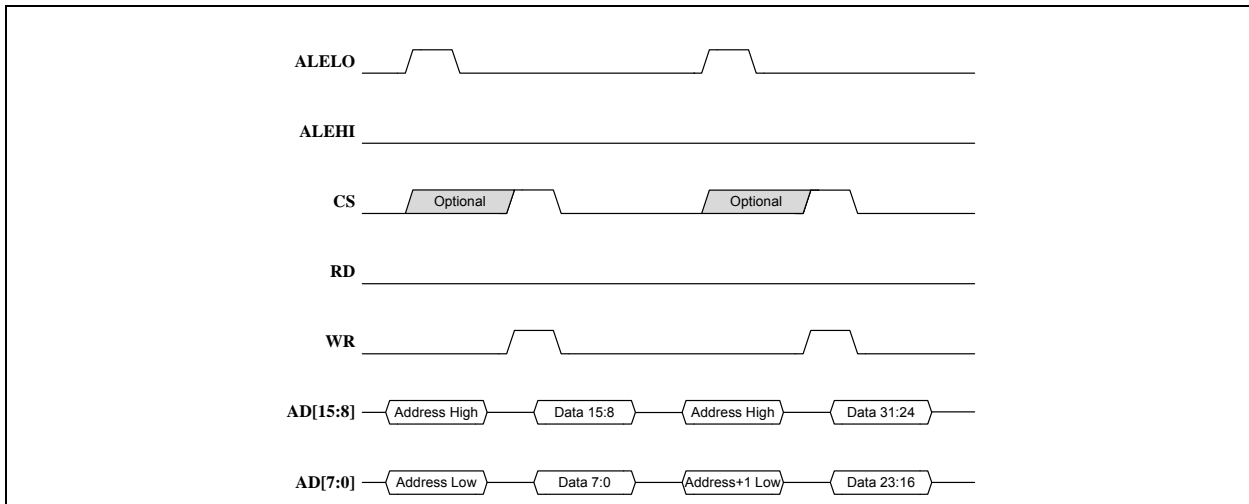 ALELO
ALEHI
CS Optional Optional
RD
WR
AD[15:8] Address High Data 15:8 Address High Data 31:24
AD[7:0] Address Low Data 7:0 Address+1 Low Data 23:16